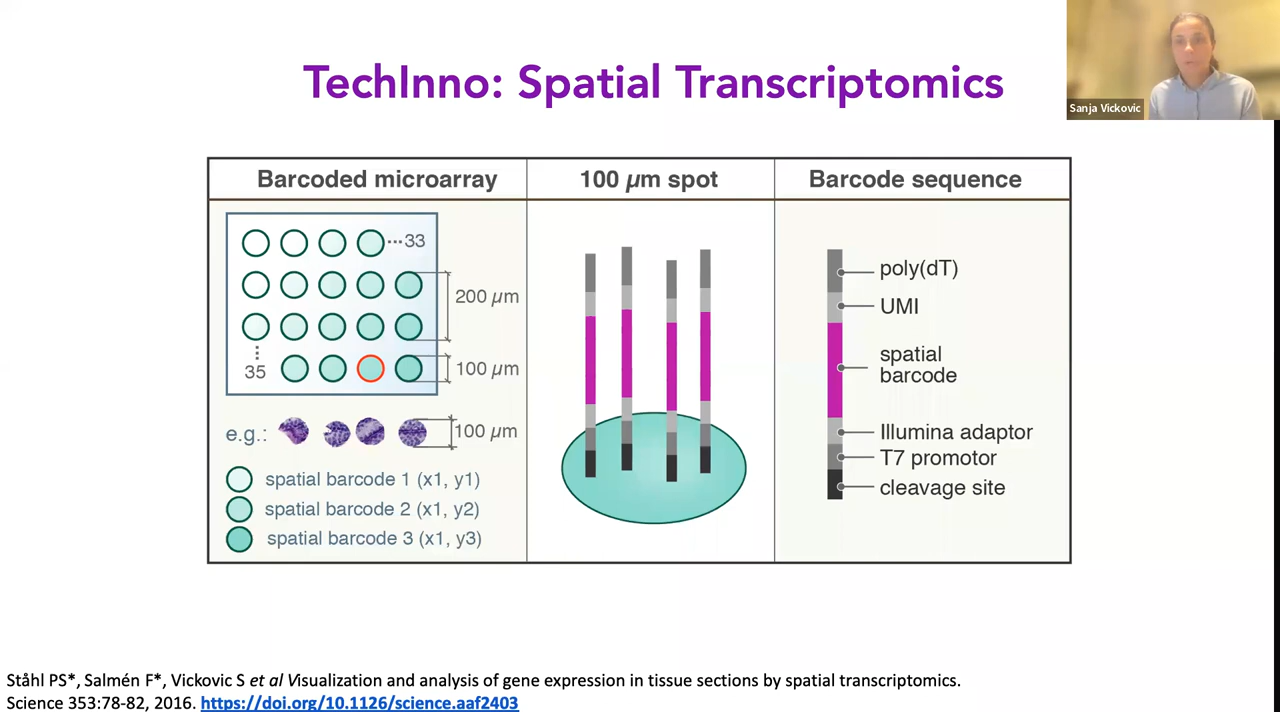 TechInno: Spatial Transcriptomics
Sanja Vickovic
Barcoded microarray
100 µm spot
Barcode sequence
33
200 µm
35
100 µm
e.g.:
100 µm
spatial barcode 1 (x1, y1)
spatial barcode 2 (x1, y2)
spatial barcode 3 (x1, y3)
poly(dT)
UMI
spatial
barcode
Illumina adaptor
T7 promotor
cleavage site
Ståhl PS*, Salmén F*, Vickovic S et al Visualization and analysis of gene expression in tissue sections by spatial transcriptomics.
Science 353:78-82, 2016. https://doi.org/10.1126/science.aaf2403